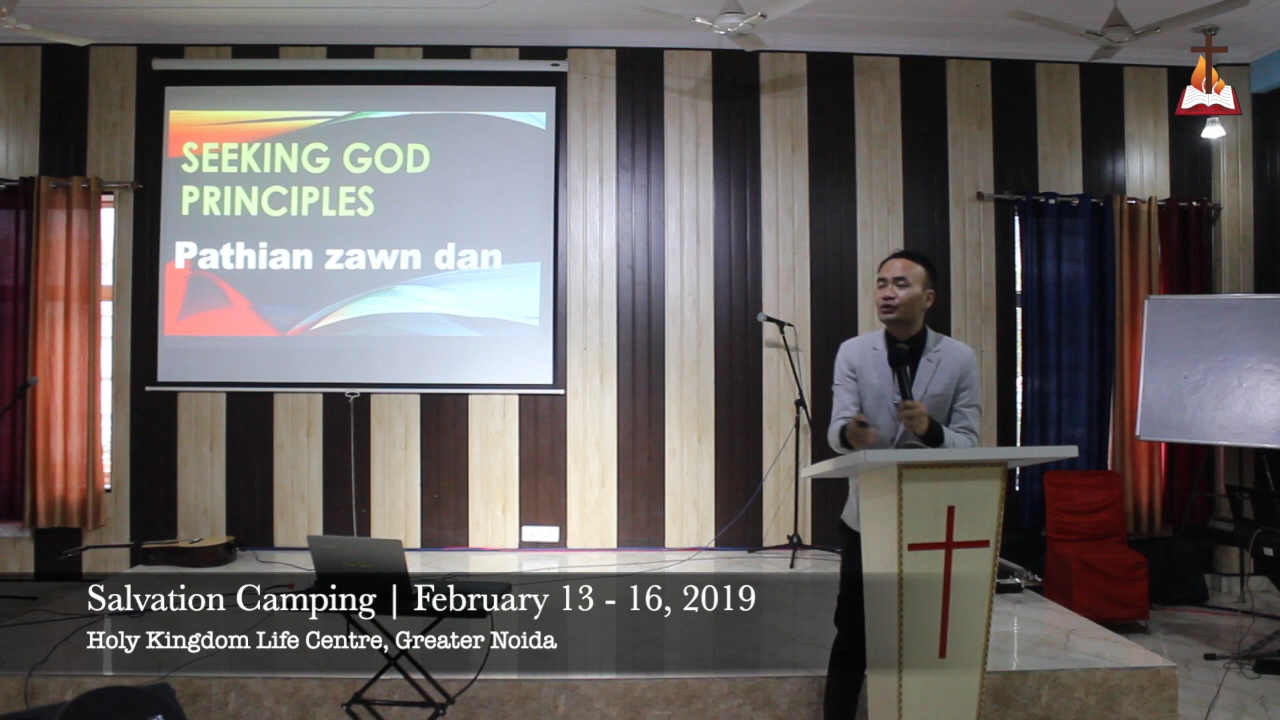 SEEKING GOD
PRINCIPLES
Pathian zawn dan
Salvation Camping | February 13 - 16, 2019
Holy Kingdom Life Centre, Greater Noida